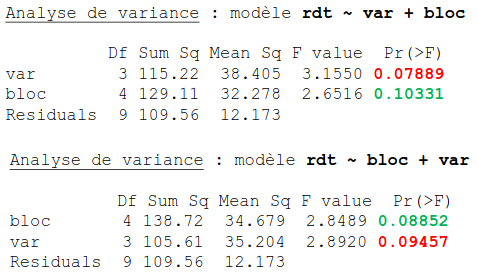 Analyse de variance : modèle rdt ~ var + bloc
Df Sum Sq Mean Sq F value Pr(>F)
var 3 115.22 38.405 3.1550 0.07889
bloc 4 129.11 32.278 2.6516 0.10331
Residuals 9 109.56 12.173
Analyse de variance : modèle rdt ~ bloc + var
Df Sum Sq Mean Sq F value Pr(>F)
bloc 4 138.72 34.679 2.8489 0.08852
var 3 105.61 35.204 2.8920 0.09457
Residuals 9 109.56 12.173